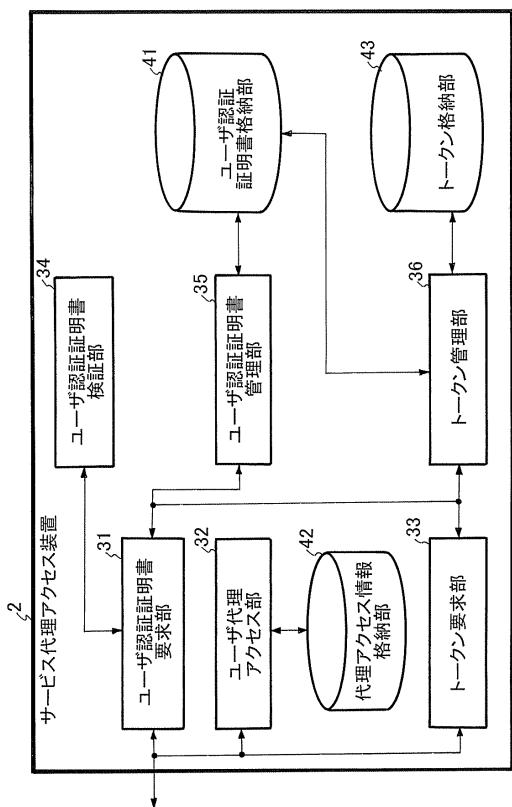 2
サービス代理アクセス装置
31
ユーザ認証証明書
要求部
34
ユーザ認証証明書
検証部
32
ユーザ代理
アクセス部
35
ユーザ認証証明書
管理部
41
ユーザ認証
証明書格納部
42
代理アクセス情報
格納部
33
トークン要求部
36
トークン管理部
43
トークン格納部